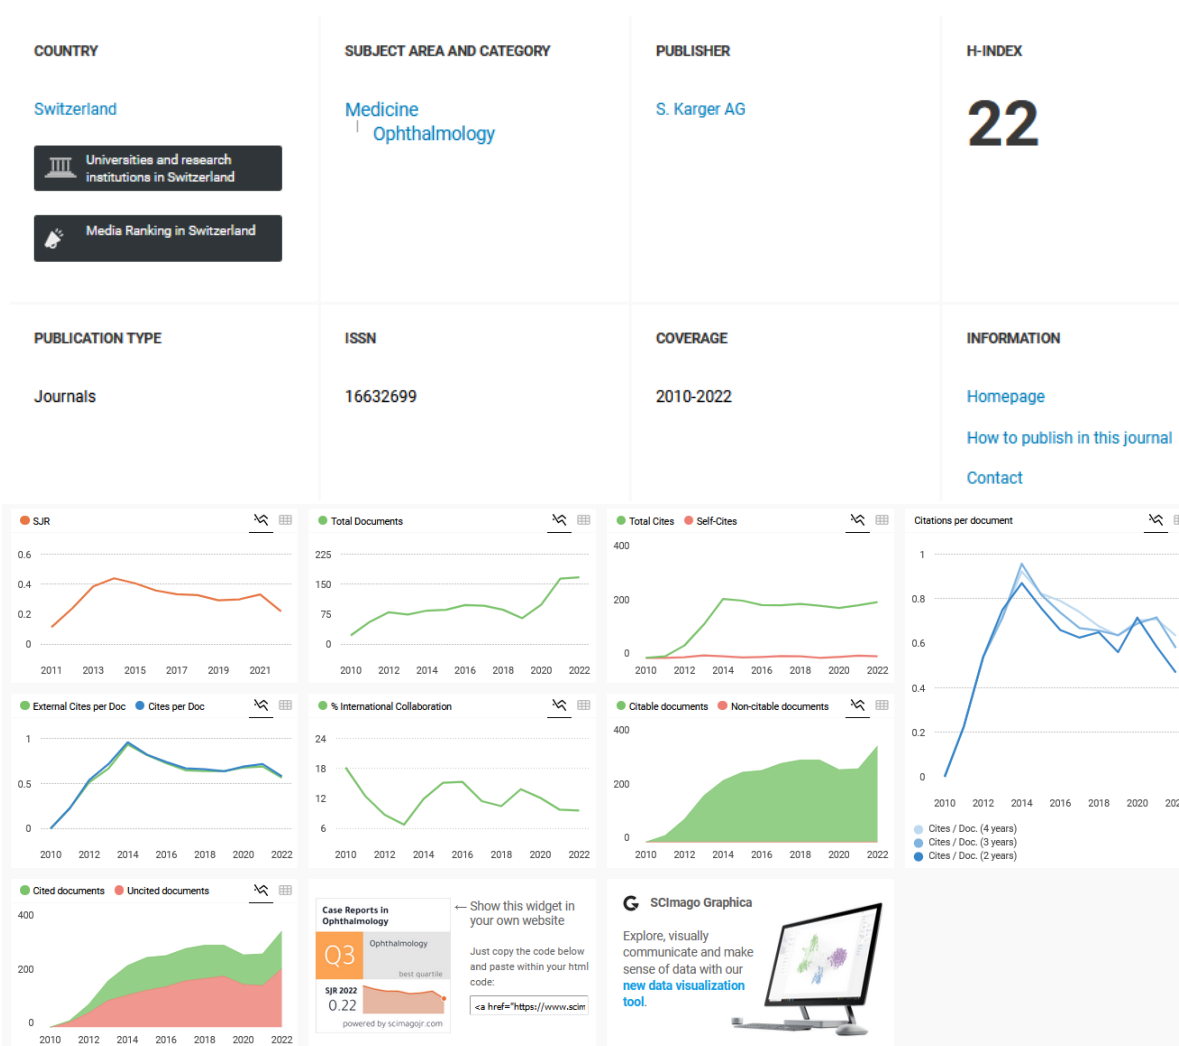 COUNTRY
SUBJECT AREA AND CATEGORY
PUBLISHER
H-INDEX
Switzerland
Medicine
Ophthalmology
S. Karger AG
22
Universities and research
institutions in Switzerland
Media Ranking in Switzerland
PUBLICATION TYPE
ISSN
COVERAGE
INFORMATION
Journals
16632699
2010-2022
Homepage
How to publish in this journal
Contact
SJR
0.6
0.4
0.2
0
2011 2013 2015 2017 2019 2021
Total Documents
225
150
75
0
2010 2012 2014 2016 2018 2020 2022
Total Cites Self-Cites
400
200
0
2010 2012 2014 2016 2018 2020 2022
Citations per document
1
0.8
0.6
0.4
0.2
0
2010 2012 2014 2016 2018 2020
Cites / Doc. (4 years)
Cites / Doc. (3 years)
Cites / Doc. (2 years)
External Cites per Doc Cites per Doc
1
0.5
0
2010 2012 2014 2016 2018 2020 2022
% International Collaboration
24
18
12
6
2010 2012 2014 2016 2018 2020 2022
Citable documents Non-citable documents
400
200
0
2010 2012 2014 2016 2018 2020 2022
Cited documents Uncited documents
400
200
0
2010 2012 2014 2016 2018 2020 2022
Case Reports in
Ophthalmology
Q3
Ophthalmology
best quartile
SJR 2022
0.22
powered by scimagojr.com
← Show this widget in
your own website
Just copy the code below
and paste within your html
code:
<a href="https://www.scim
SCImago Graphica
Explore, visually
communicate and make
sense of data with our
new data visualization
tool.